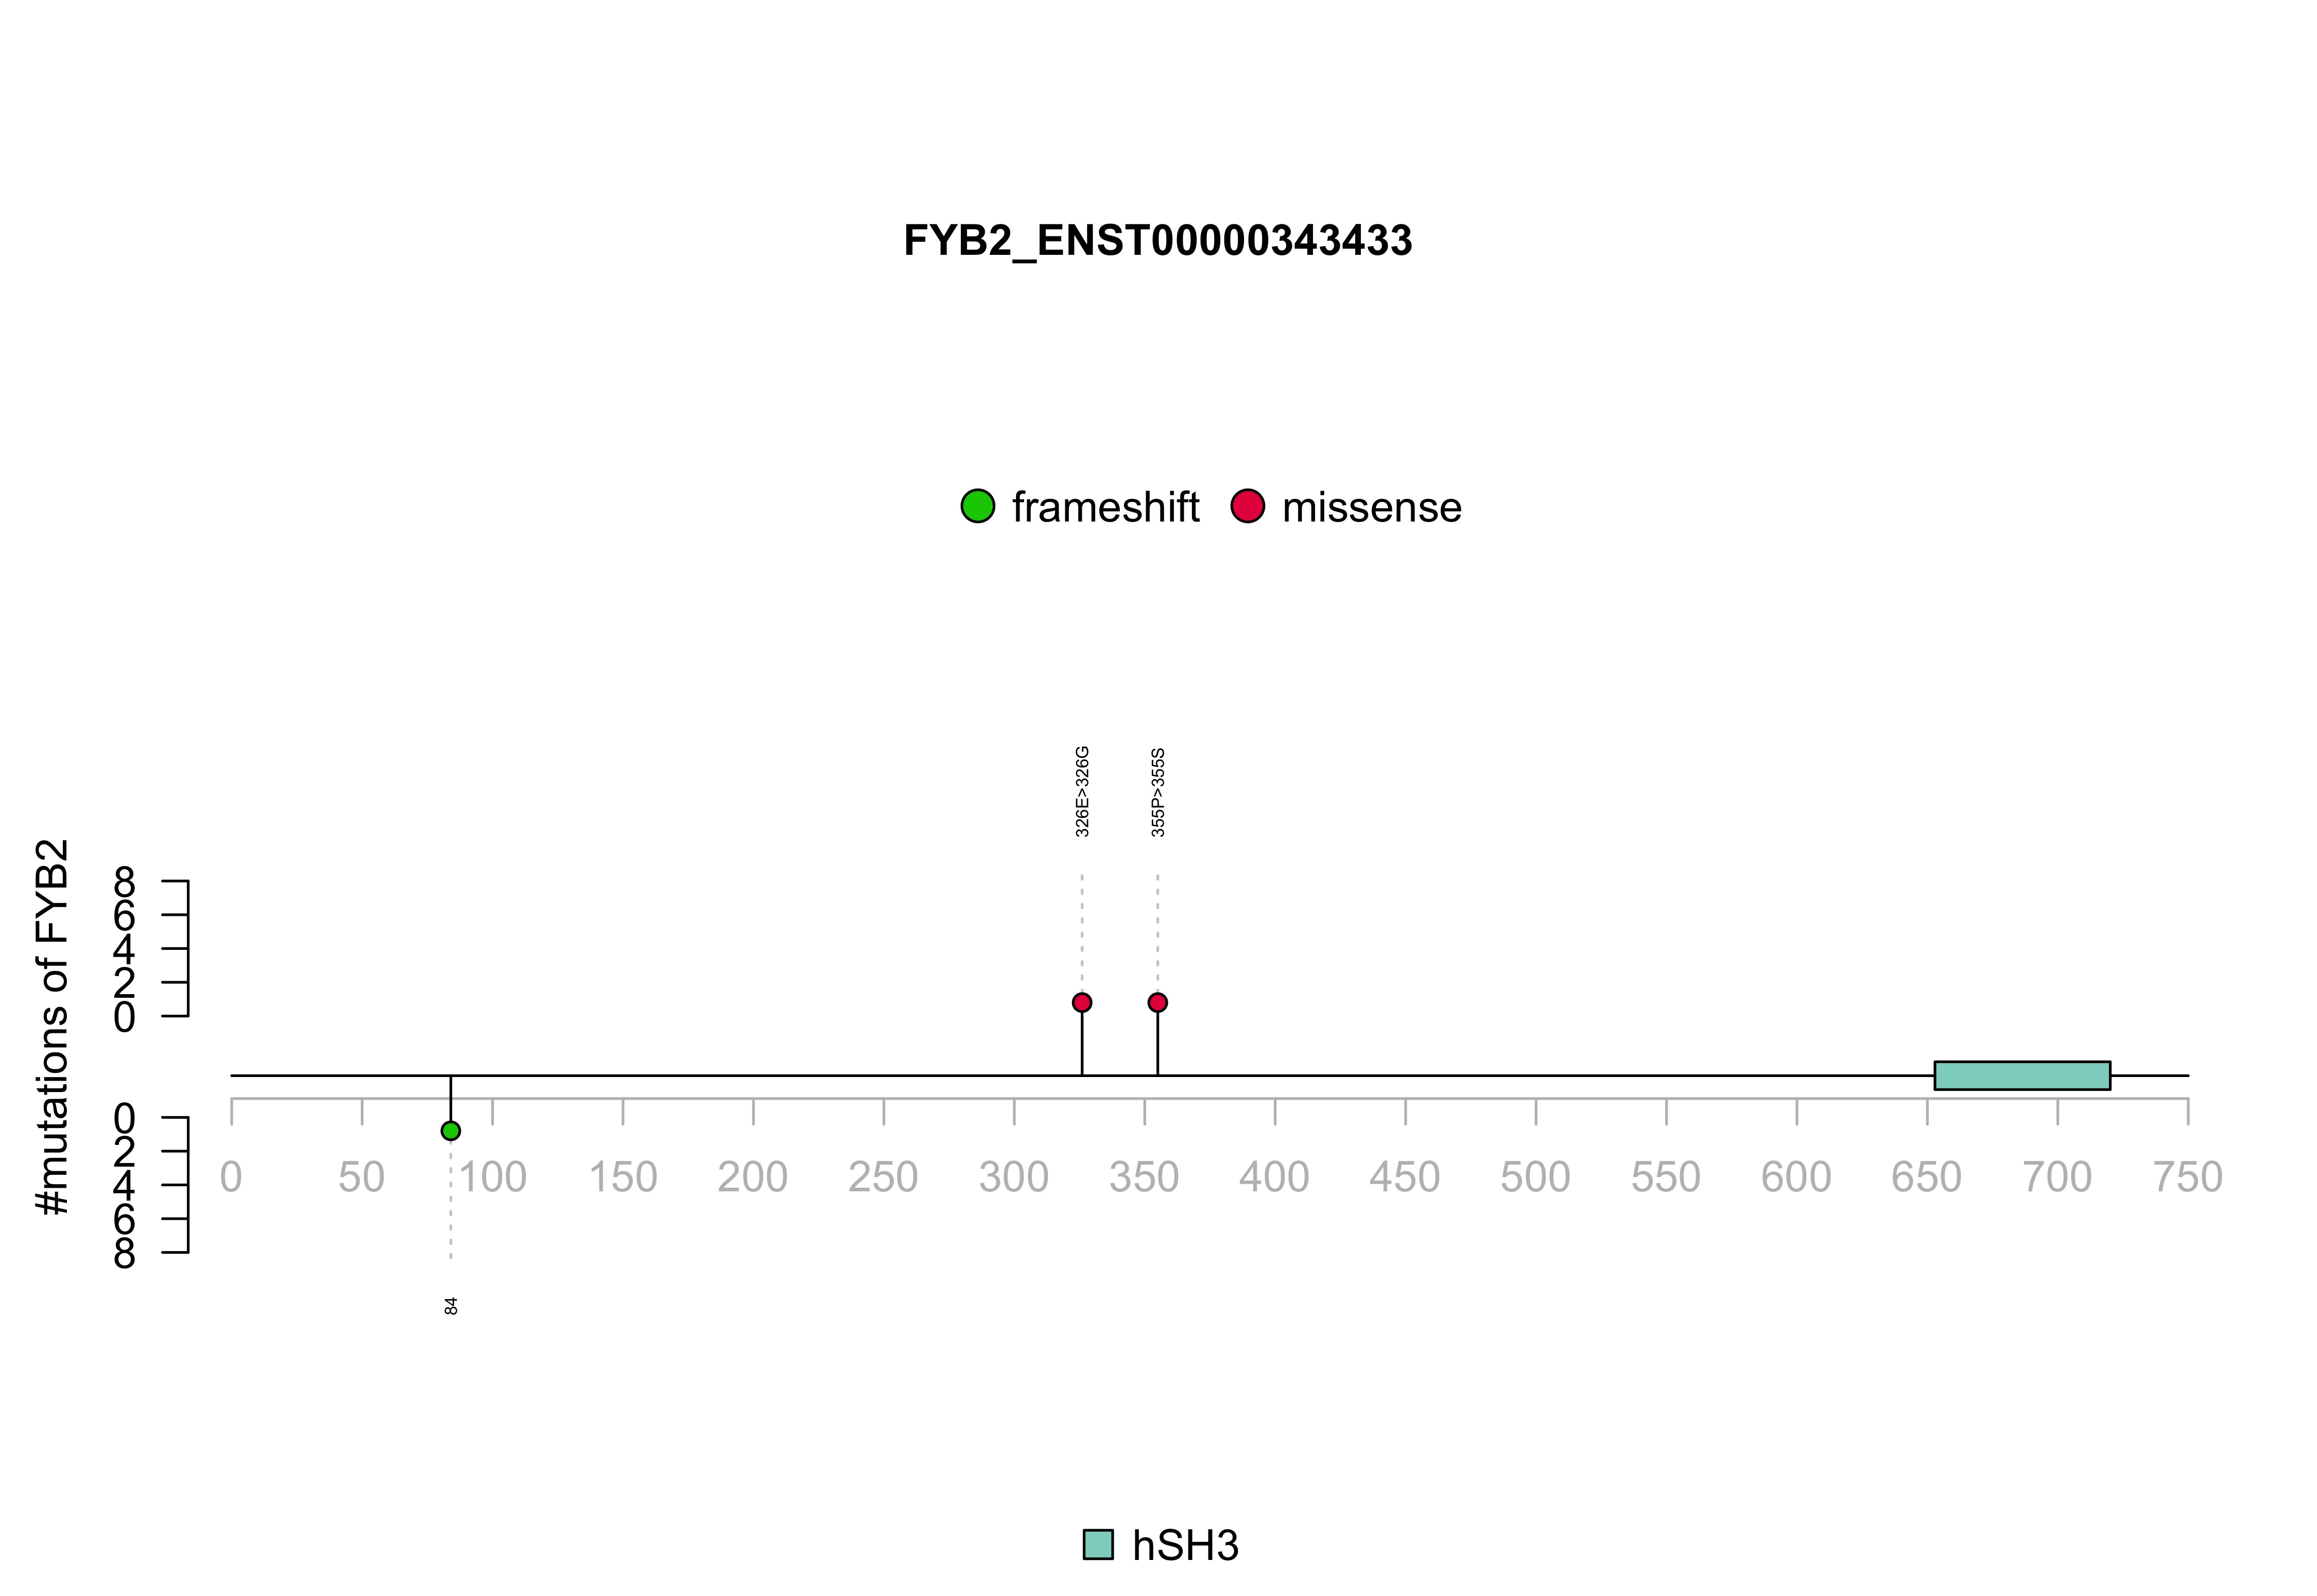 FYB2_ENST00000343433
frameshift missense
326E>326G
355P>355S
#mutations of FYB2
8
6
4
2
0
0
2
4
6
8
0 50 100 150 200 250 300 350 400 450 500 550 600 650 700 750
84
hSH3